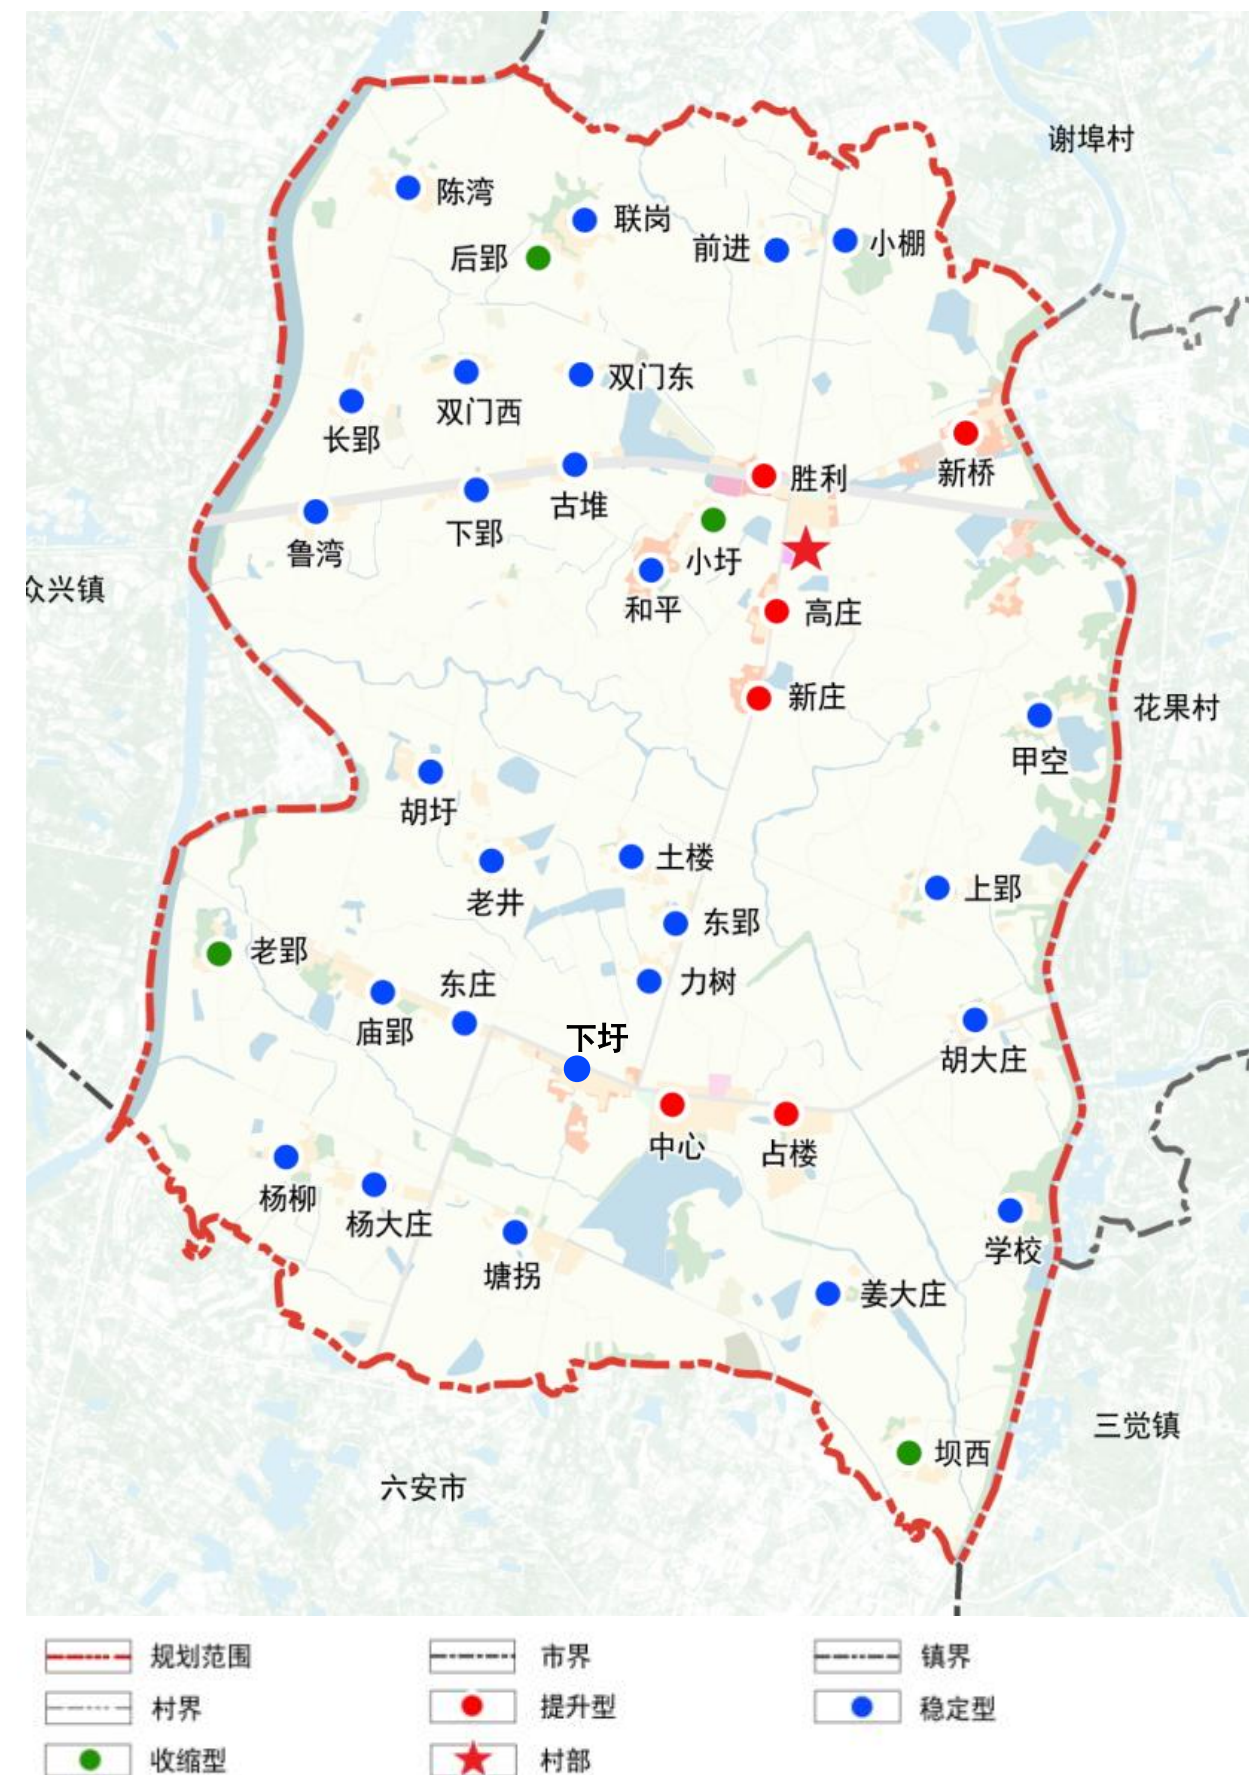 谢埠村
陈湾
联岗
前进
小棚
后郢
双门东
双门西
长郢
新桥
胜利
古堆
下郢
鲁湾
小圩
众兴镇
和平
高庄
新庄
花果村
甲空
胡圩
土楼
老井
上郢
东郢
老郢
力树
东庄
庙郢
下圩
胡大庄
中心
占楼
杨柳
杨大庄
学校
塘拐
姜大庄
三觉镇
坝西
六安市
规划范围
市界
镇界
村界
提升型
稳定型
收缩型
村部